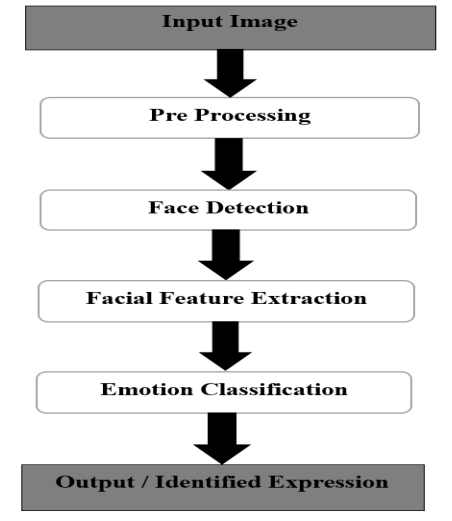 Input Image
Pre Processing
Face Detection
Facial Feature Extraction
Emotion Classification
Output / Identified Expression